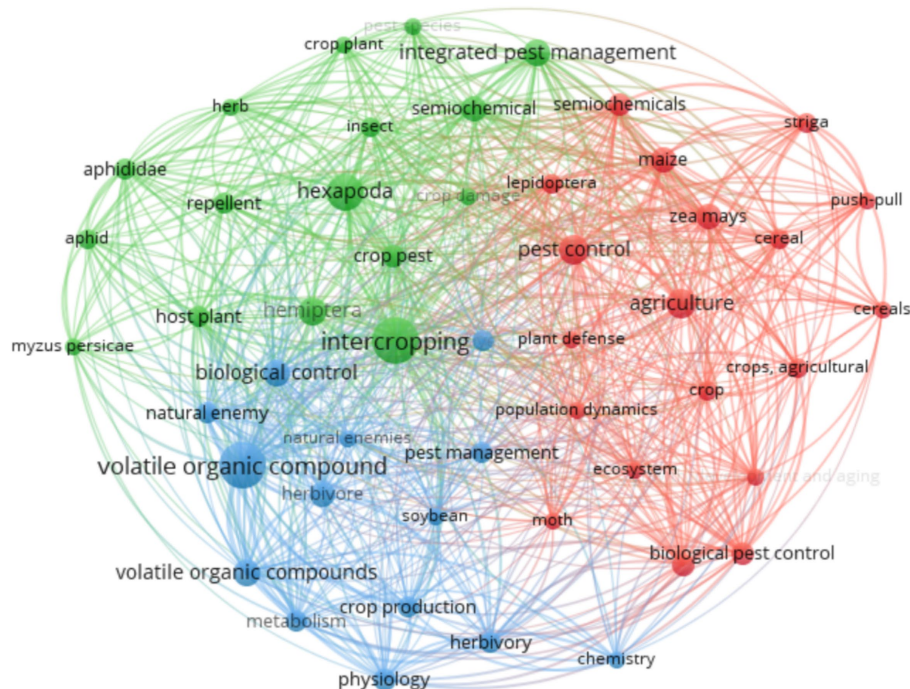 pest species
crop plant
integrated pest management
herb
semiochemical
semiochemicals
insect
striga
aphididae
maize
lepidoptera
hexapoda
crop damage
repellent
push-pull
zea mays
aphid
cereal
crop pest
pest control
agriculture
hemiptera
cereals
host plant
intercropping
plant defense
myzus persicae
biological control
crops, agricultural
crop
natural enemy
population dynamics
natural enemies
pest management
volatile organic compound
ecosystem
and aging
herbivore
soybean
moth
biological pest control
volatile organic compounds
crop production
metabolism
herbivory
chemistry
physiology